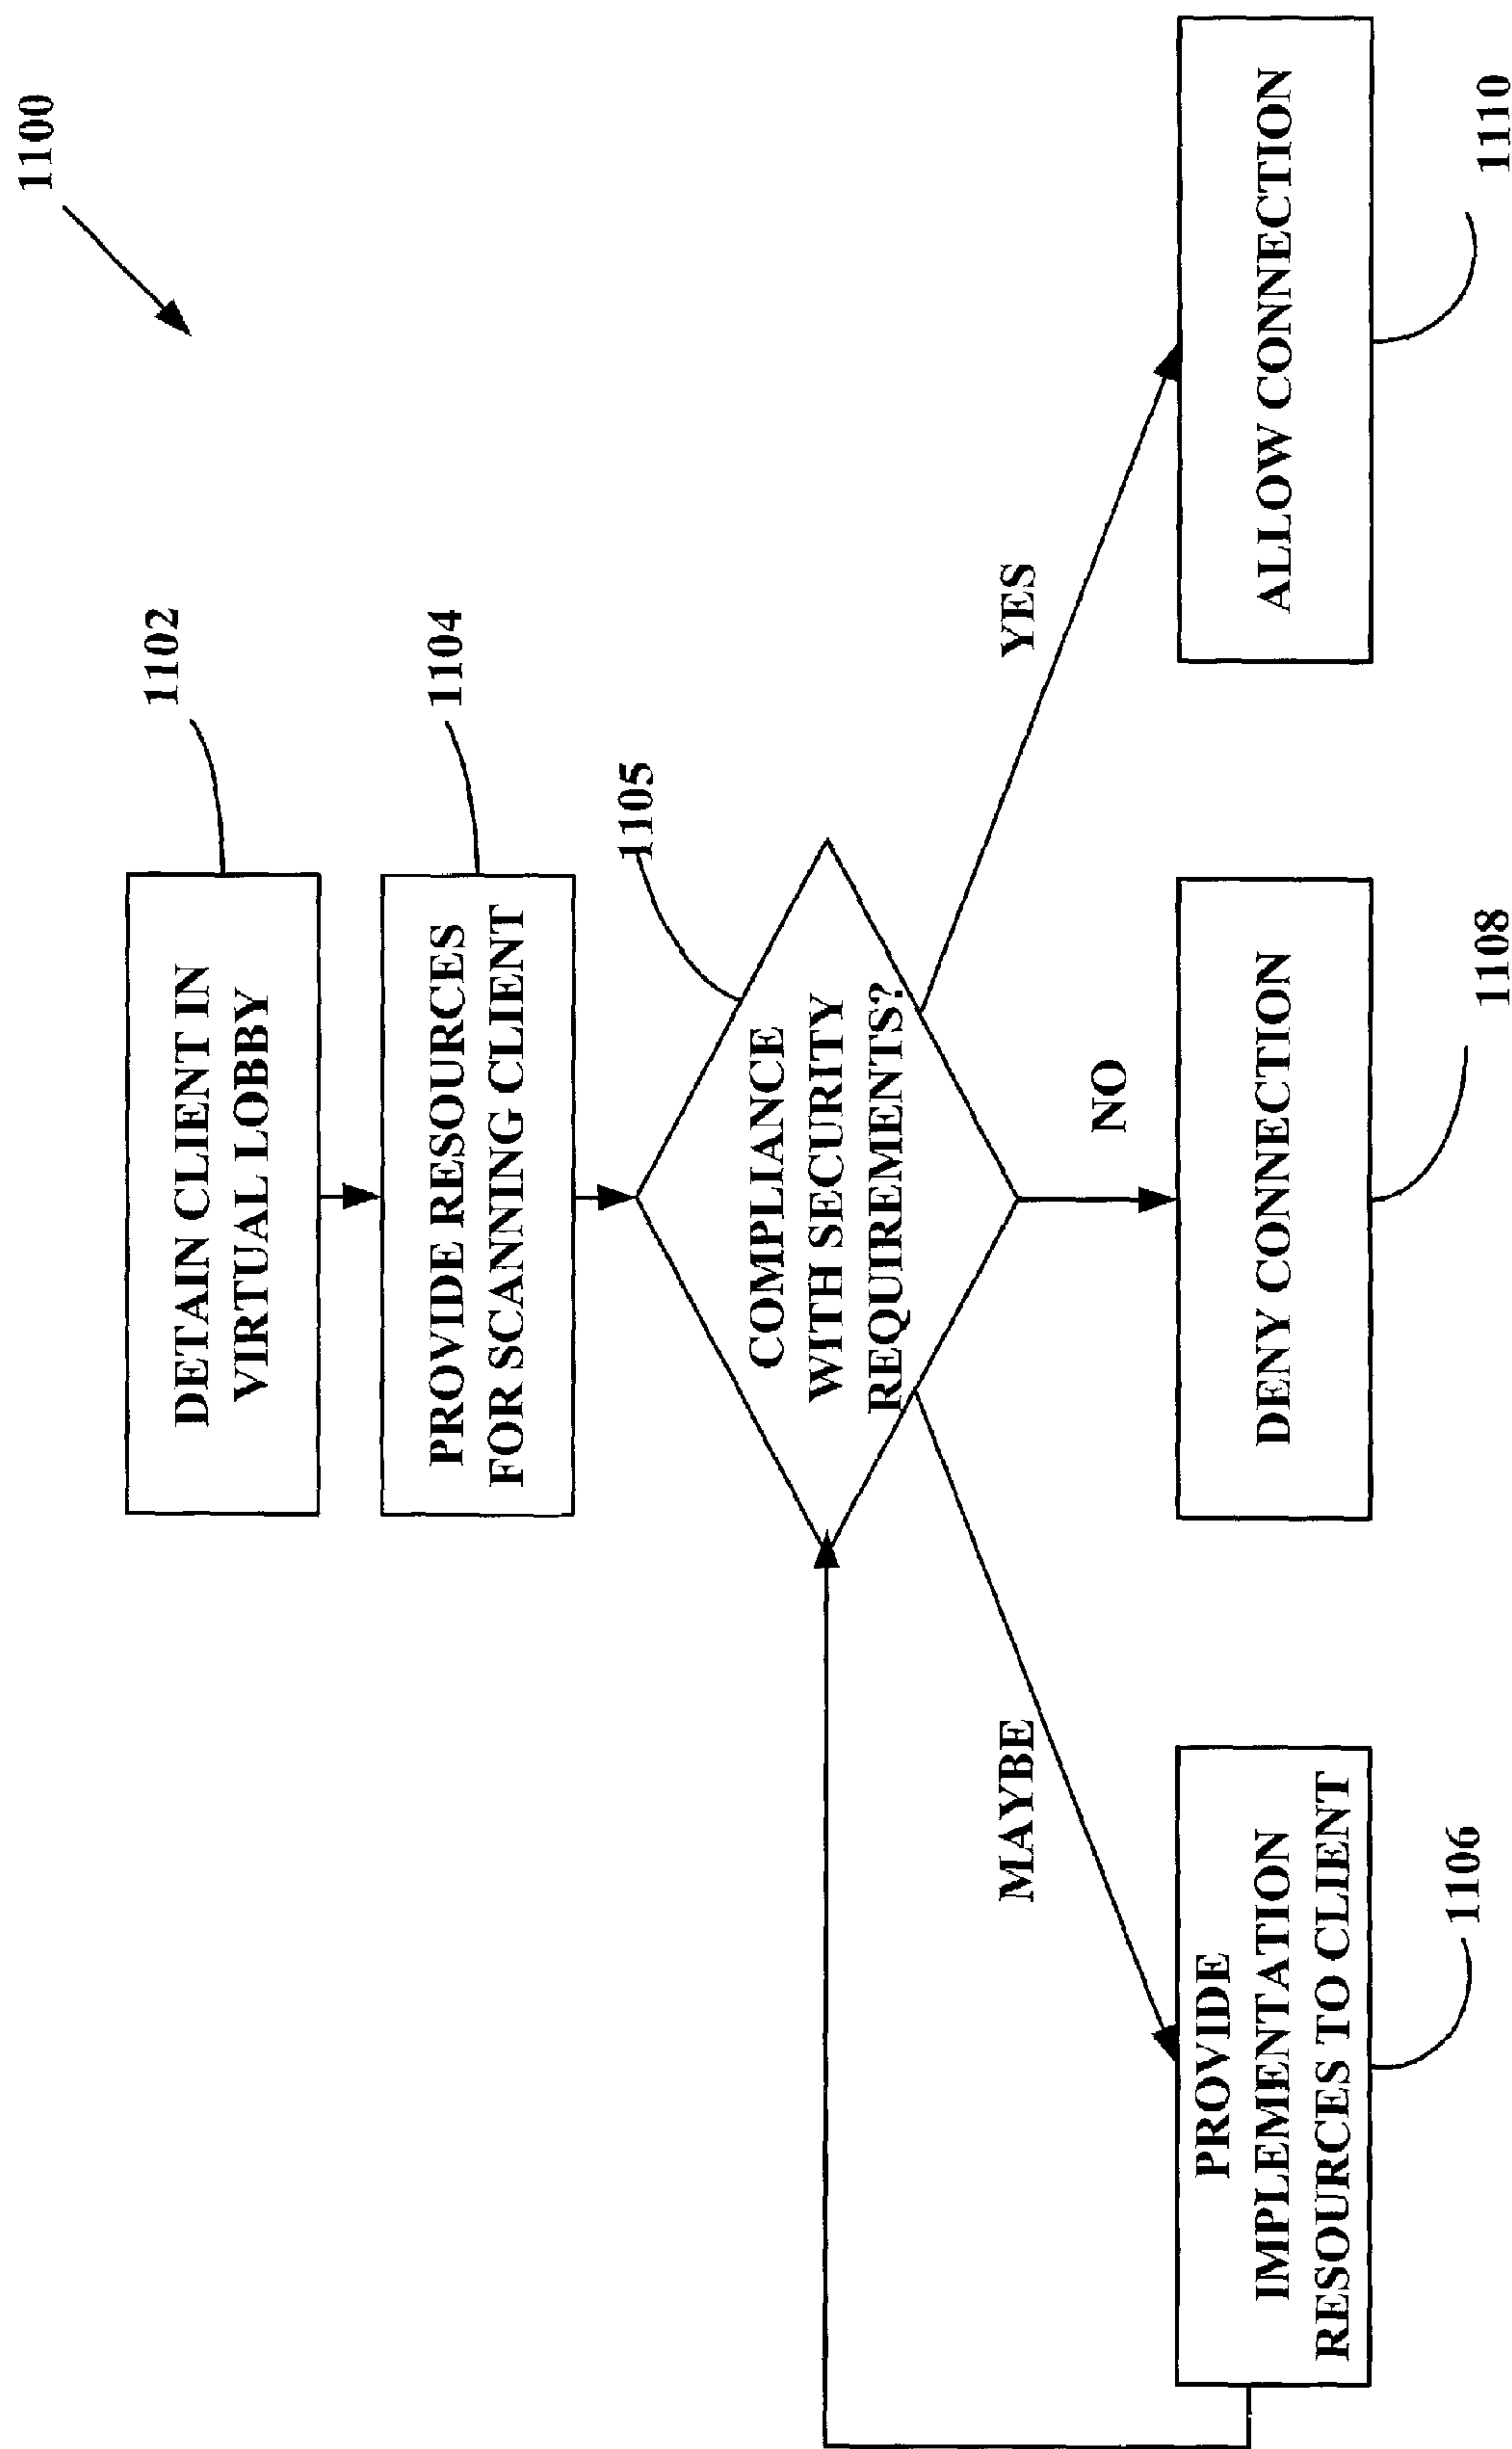 1100
DETAIN CLIENT IN
VIRTUAL LOBBY
1102
PROVIDE RESOURCES
FOR SCANNING CLIENT
1104
1105
COMPLIANCE
WITH SECURITY
REQUIREMENTS?
MAYBE
NO
YES
PROVIDE
IMPLEMENTATION
RESOURCES TO CLIENT
1106
DENY CONNECTION
1108
ALLOW CONNECTION
1110